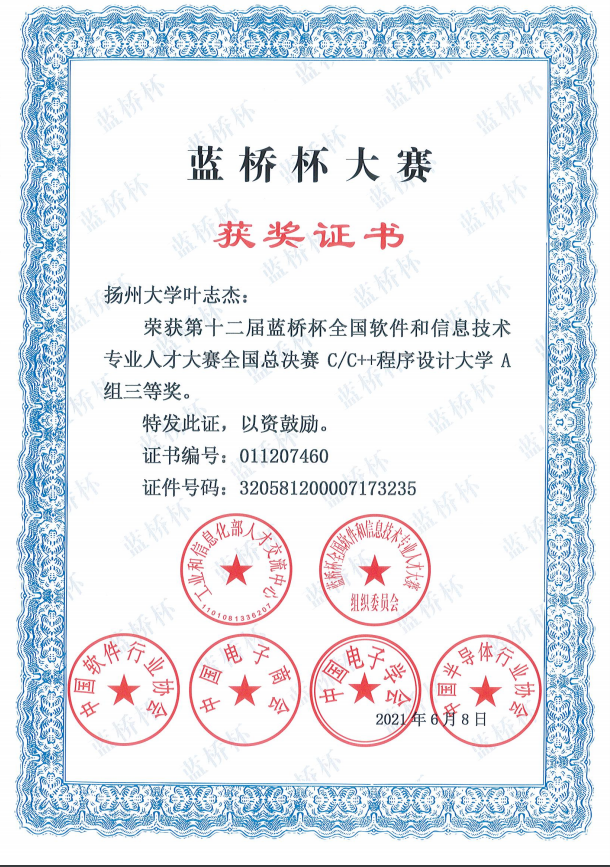 蓝桥杯大赛
获奖证书
扬州大学叶志杰：
荣获第十二届蓝桥杯全国软件和信息技术
专业人才大赛全国总决赛 C/C++程序设计大学 A
组三等奖。
特发此证，以资鼓励。
证书编号：011207460
证件号码：320581200007173235
工业和信息化部人才交流中心
1101081336207
蓝桥杯全国软件和信息技术专业人才大赛
组织委员会
中国软件行业协会
中国电子商会
中国电子学会
中国半导体行业协会
2021 年 6 月 8 日